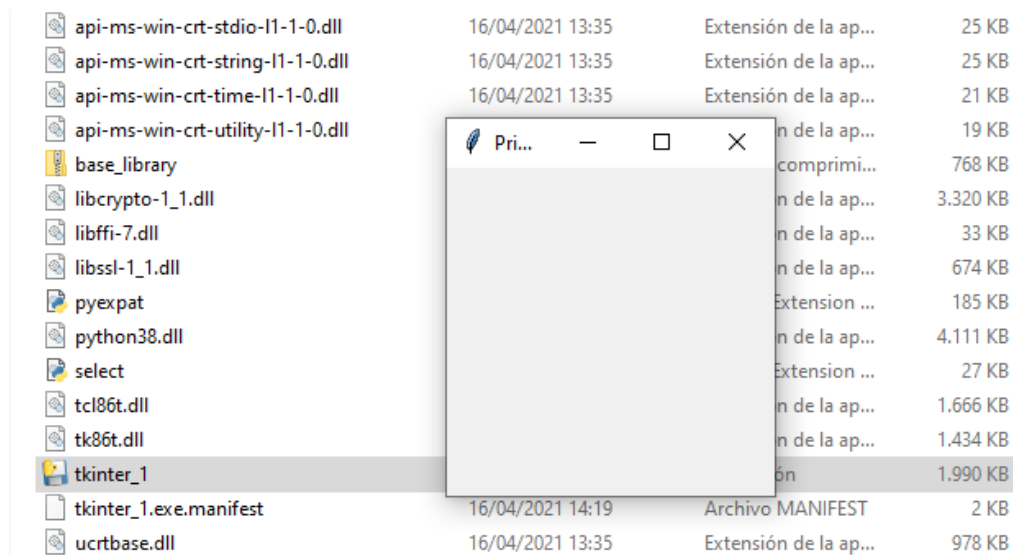 api-ms-win-crt-stdio-l1-1-0.dll 16/04/2021 13:35 Extensión de la ap... 25 KB
api-ms-win-crt-string-l1-1-0.dll 16/04/2021 13:35 Extensión de la ap... 25 KB
api-ms-win-crt-time-l1-1-0.dll 16/04/2021 13:35 Extensión de la ap... 21 KB
api-ms-win-crt-utility-l1-1-0.dll n de la ap... 19 KB
Pri...
base_library comprimi... 768 KB
libcrypto-1_1.dll n de la ap... 3.320 KB
libffi-7.dll n de la ap... 33 KB
libssl-1_1.dll n de la ap... 674 KB
pyexpat Extension ... 185 KB
python38.dll n de la ap... 4.111 KB
select Extension ... 27 KB
tcl86t.dll n de la ap... 1.666 KB
tk86t.dll n de la ap... 1.434 KB
tkinter_1 ón 1.990 KB
tkinter_1.exe.manifest 16/04/2021 14:19 Archivo MANIFEST 2 KB
ucrtbase.dll 16/04/2021 13:35 Extensión de la ap... 978 KB